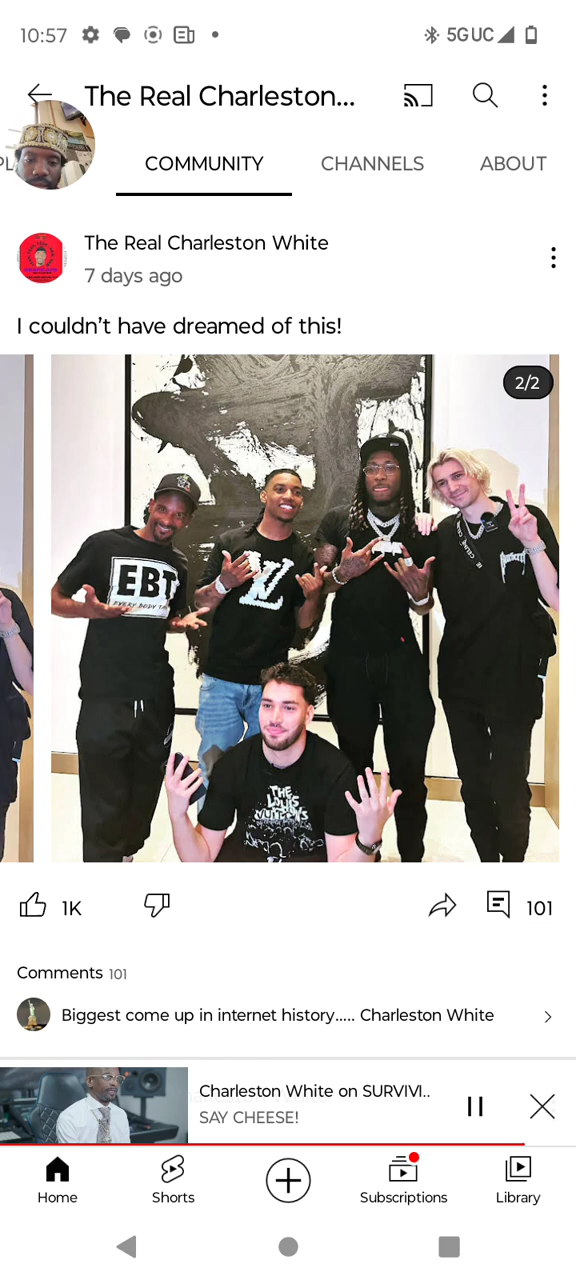 10:57
5G UC
The Real Charleston...
PL
COMMUNITY
CHANNELS
ABOUT
The Real Charleston White
7 days ago
I couldn't have dreamed of this!
2/2
EBT
EVERY BODY
LV
THE
LOUIS
VUITTONS
1K
101
Comments 101
Biggest come up in internet history..... Charleston White
Charleston White on SURVIVI..
SAY CHEESE!
Home
Shorts
Subscriptions
Library